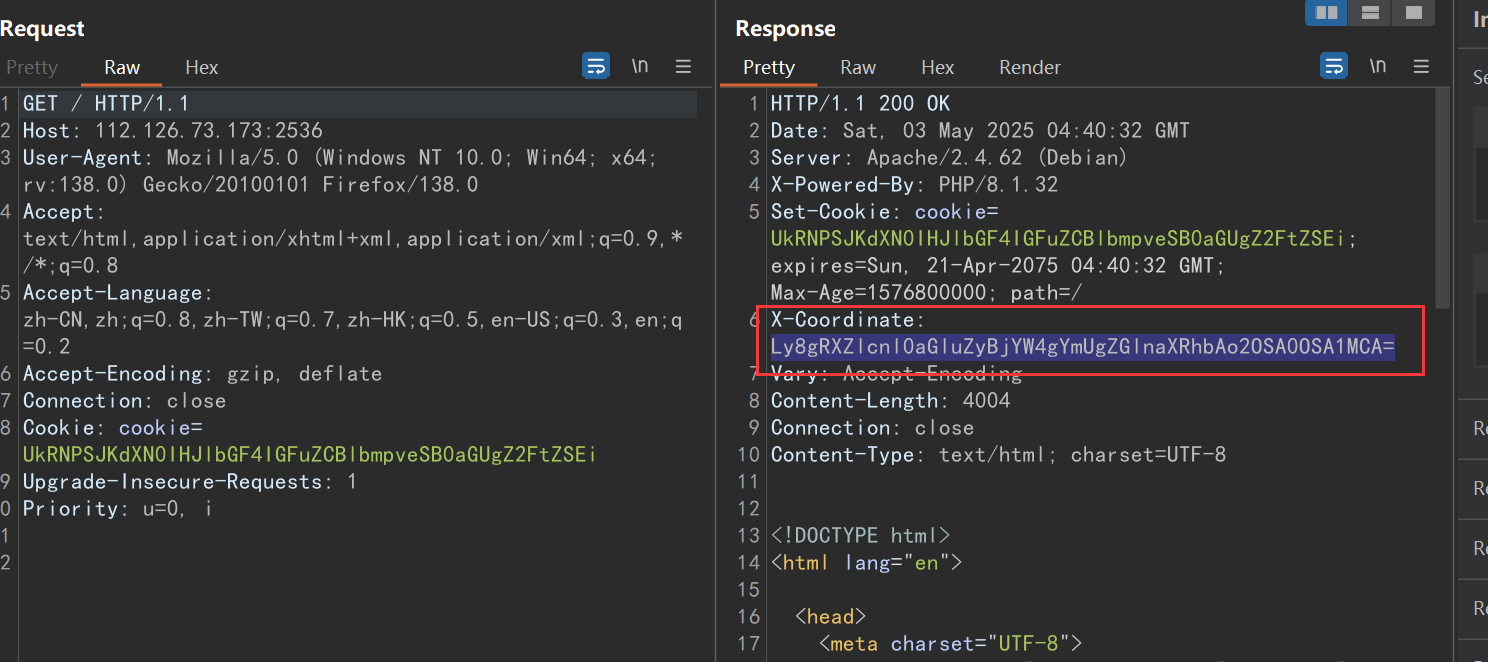 Request
Pretty
Raw
Hex
\n
1 GET / HTTP/1.1
2 Host: 112.126.73.173:2536
3 User-Agent: Mozilla/5.0 (Windows NT 10.0; Win64; x64;
rv:138.0) Gecko/20100101 Firefox/138.0
4 Accept:
text/html,application/xhtml+xml,application/xml;q=0.9,*
/*;q=0.8
5 Accept-Language:
zh-CN,zh;q=0.8,zh-TW;q=0.7,zh-HK;q=0.5,en-US;q=0.3,en;q
=0.2
6 Accept-Encoding: gzip, deflate
7 Connection: close
8 Cookie: cookie=
UkRNPSJKdXN0IHJlbGF4IGFuZCBlbmpveSB0aGUgZ2FtZSEi
9 Upgrade-Insecure-Requests: 1
0 Priority: u=0, i
1
2
Response
Pretty
Raw
Hex
Render
\n
1 HTTP/1.1 200 OK
2 Date: Sat, 03 May 2025 04:40:32 GMT
3 Server: Apache/2.4.62 (Debian)
4 X-Powered-By: PHP/8.1.32
5 Set-Cookie: cookie=
UkRNPSJKdXN0IHJlbGF4IGFuZCBlbmpveSB0aGUgZ2FtZSEi;
expires=Sun, 21-Apr-2075 04:40:32 GMT;
Max-Age=1576800000; path=/
6 X-Coordinate:
Ly8gRXZlcnl0aGluZyBjYW4gYmUgZGlnaXRhbAo2OSA0OSA1MCA=
7 Vary: Accept-Encoding
8 Content-Length: 4004
9 Connection: close
10 Content-Type: text/html; charset=UTF-8
11
12
13 <!DOCTYPE html>
14 <html lang="en">
15
16 <head>
17 <meta charset="UTF-8">